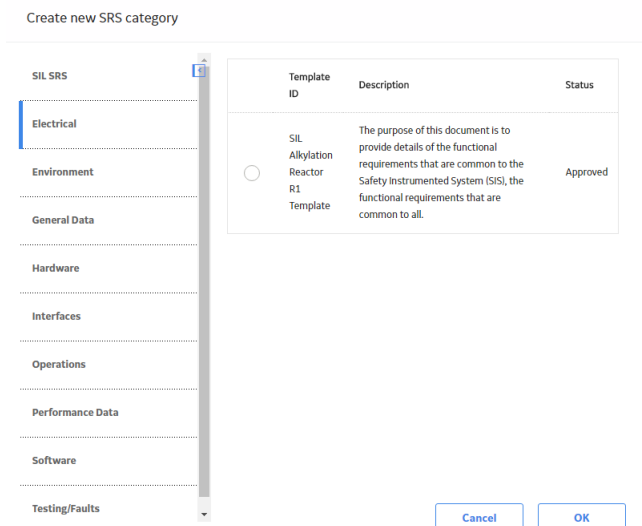 Create new SRS category
SIL SRS
Electrical
Environment
General Data
Hardware
Interfaces
Operations
Performance Data
Software
Testing/Faults
Template
ID
Description
Status
SIL
Alkylation
Reactor
R1
Template
The purpose of this document is to
provide details of the functional
requirements that are common to the
Safety Instrumented System (SIS), the
functional requirements that are
common to all.
Approved
Cancel
OK